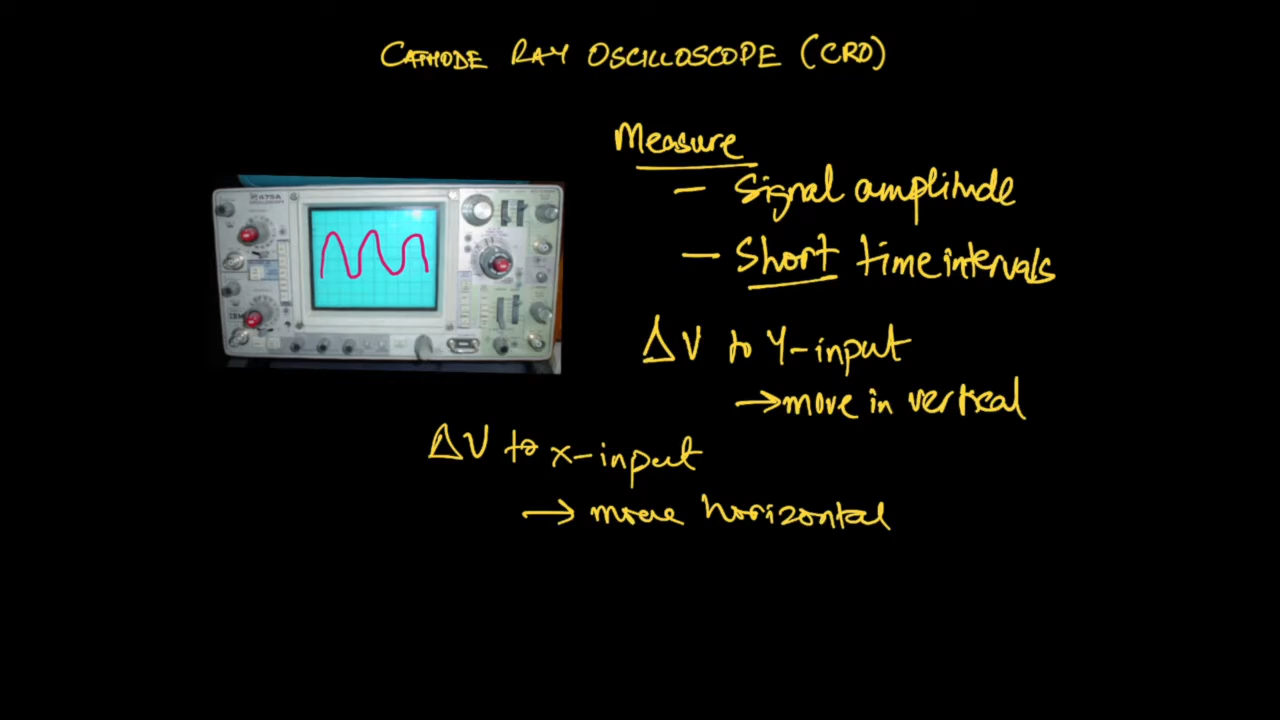 CATHODE RAY OSCILLOSCOPE (CRO)
Measure
- Signal amplitude
- Short time intervals
ΔV to Y-input
→ move in vertical
ΔV to x-input
→ move horizontal